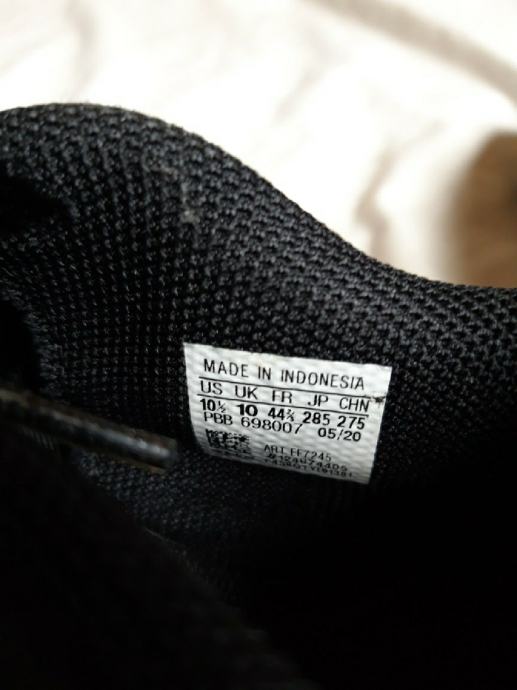 MADE IN INDONESIA
US UK FR JP CHN
10½ 10 44⅔ 285 275
PBB 698007 05/20
ART FF7245